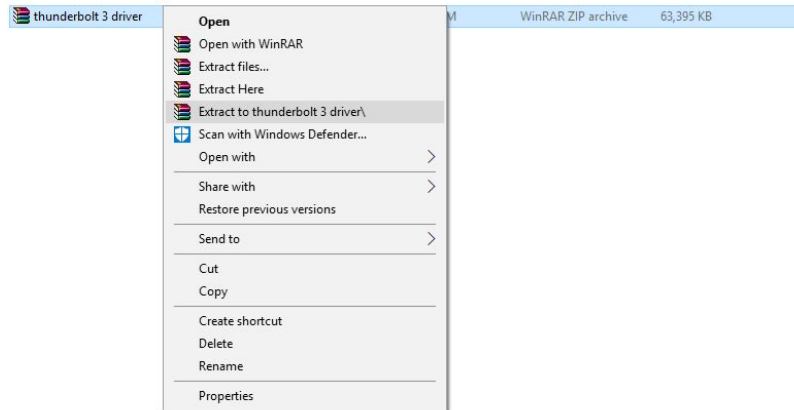 thunderbolt 3 driver M WinRAR ZIP archive 63,395 KB
Open
Open with WinRAR
Extract files...
Extract Here
Extract to thunderbolt 3 driver\
Scan with Windows Defender...
Open with
Share with
Restore previous versions
Send to
Cut
Copy
Create shortcut
Delete
Rename
Properties